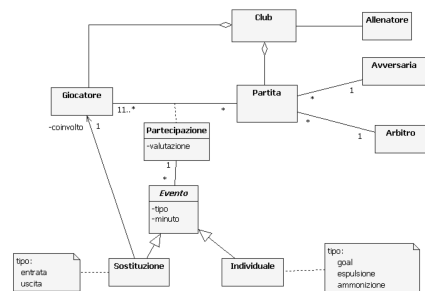 Club
Allenatore
Avversaria
Giocatore
Partita
11..*
*
*
1
-coinvolto
1
Partecipazione
-valutazione
*
1
Arbitro
1
*
Evento
-tipo
-minuto
tipo:
entrata
uscita
Sostituzione
Individuale
tipo:
goal
espulsione
ammonizione